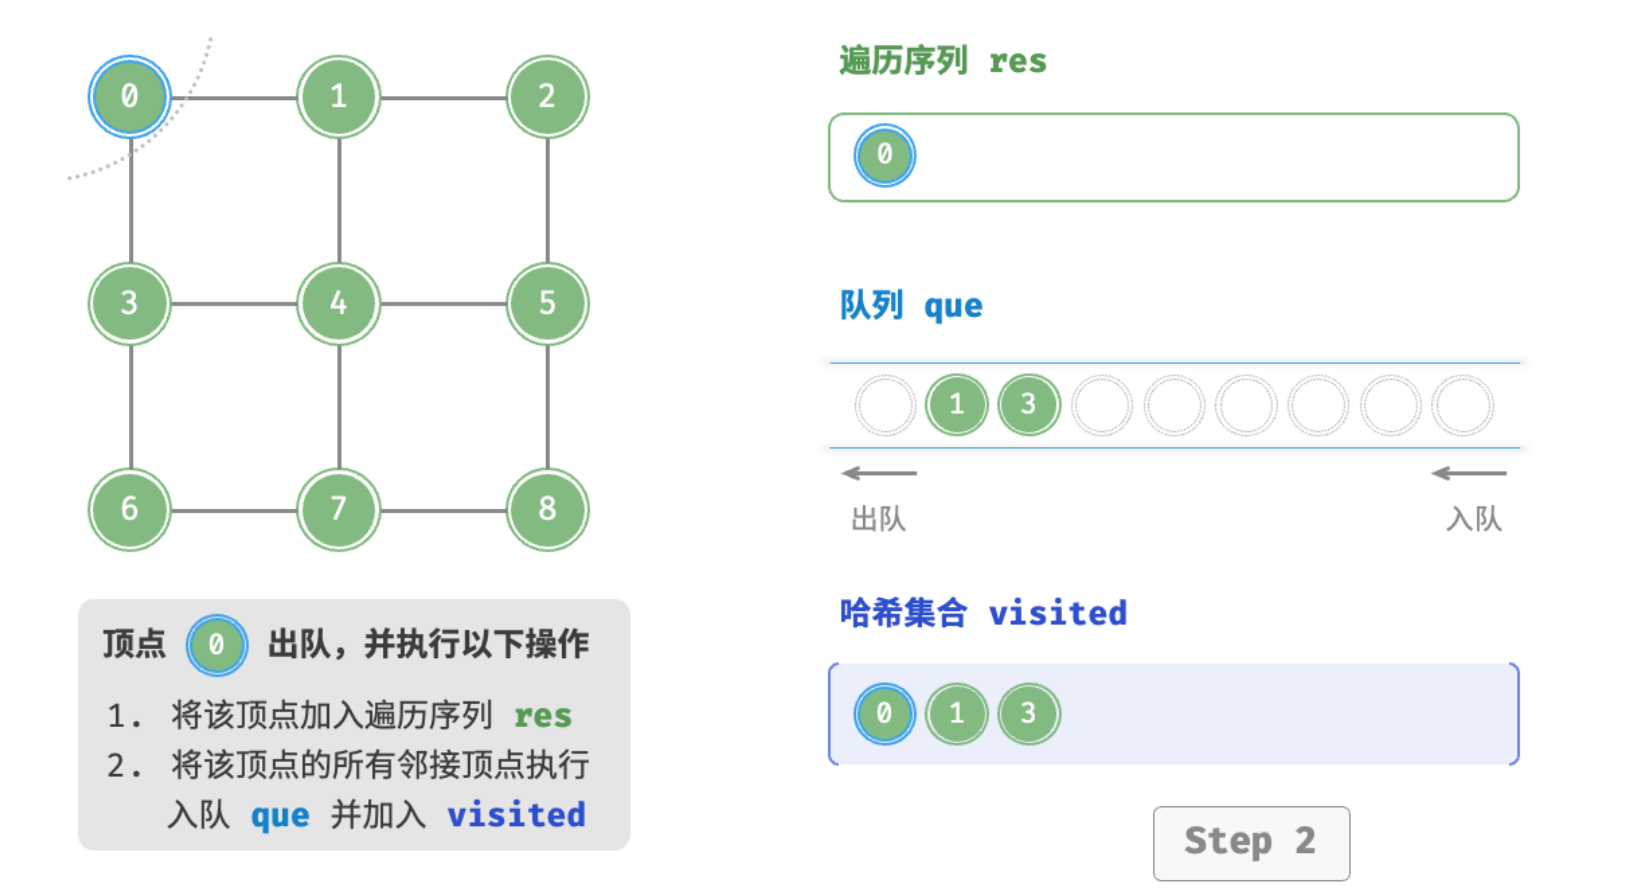 0 1 2
3 4 5
6 7 8
顶点 0 出队，并执行以下操作
1. 将该顶点加入遍历序列 res
2. 将该顶点的所有邻接顶点执行
入队 que 并加入 visited
遍历序列 res
0
队列 que
1 3
出队 入队
哈希集合 visited
0 1 3
Step 2